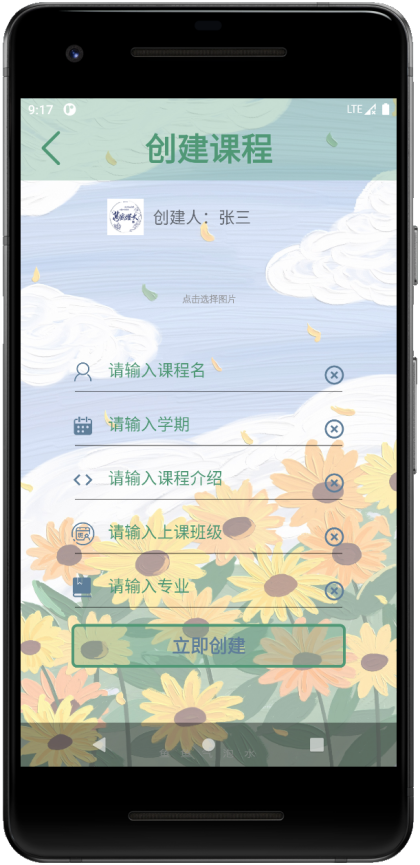 9:17
LTE
创建课程
创建人：张三
点击选择图片
请输入课程名
请输入学期
请输入课程介绍
请输入上课班级
请输入专业
立即创建